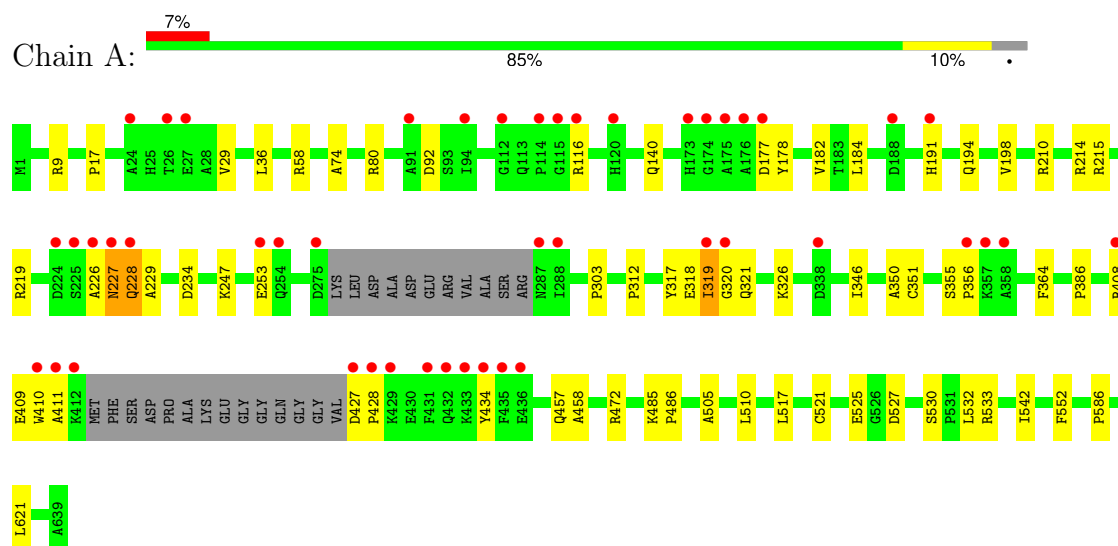 7%
Chain A:
85% 10% •
M1 R9 P17 A24 H25 T26 E27 A28 V29 L36 R58 A74 R80 A91 D92 S93 I94 G112 Q113 P114 G115 R116 H120 Q140 H173 G174 A175 A176 D177 Y178 V182 T183 L184 D188 H191 Q194 V198 R210 R214 R215
R219 D224 S225 A226 N227 Q228 A229 D234 K247 E253 Q254 D275 LYS LEU ASP ALA ASP GLU ARG VAL ALA SER ARG N287 I288 P303 P312 Y317 E318 I319 G320 Q321 K326 D338 I346 A350 C351 S355 P356 K357 A358 F364 P386
E409 W410 A411 K412 MET PHE SER ASP PRO ALA LYS GLU GLY GLY GLN GLY GLY VAL D427 P428 K429 E430 F431 Q432 K433 Y434 F435 E436 Q457 A458 R472 K485 P486 A505 L510 L517 C521 E525 G526 D527 S530 P531 L532 R533 I542 F552 P586
L621 A639